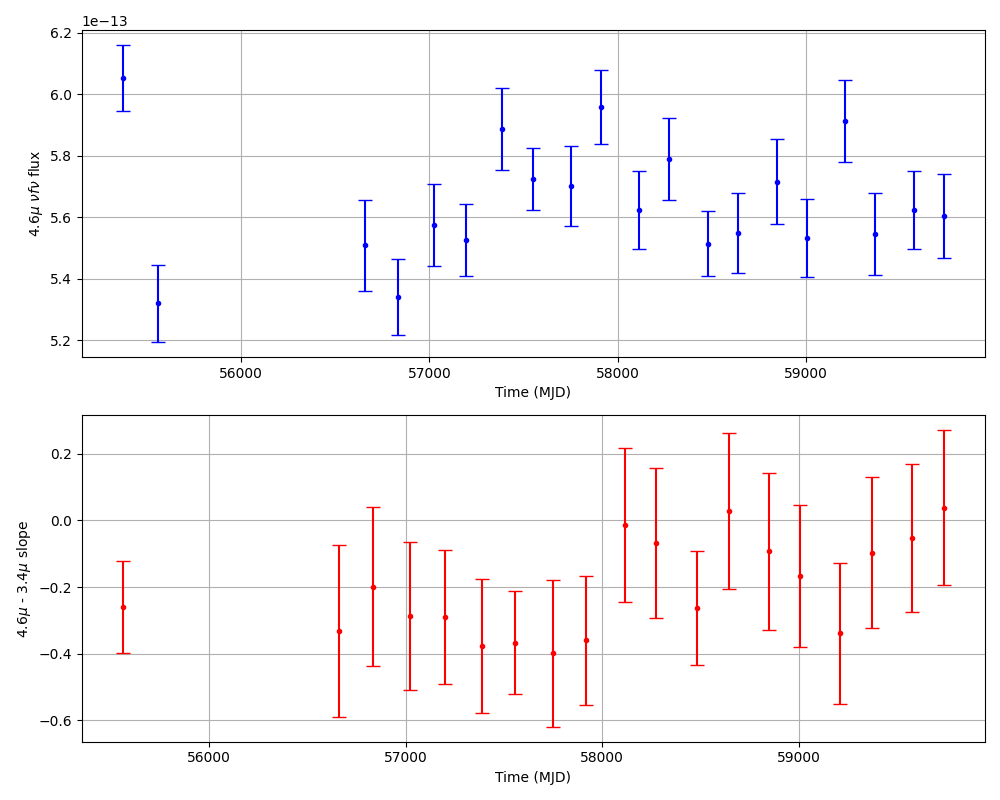 1e−13
6.2
6.0
5.8
5.6
5.4
5.2
4.6μ νfν flux
56000 57000 58000 59000
Time (MJD)
0.2
0.0
−0.2
−0.4
−0.6
4.6μ - 3.4μ slope
56000 57000 58000 59000
Time (MJD)